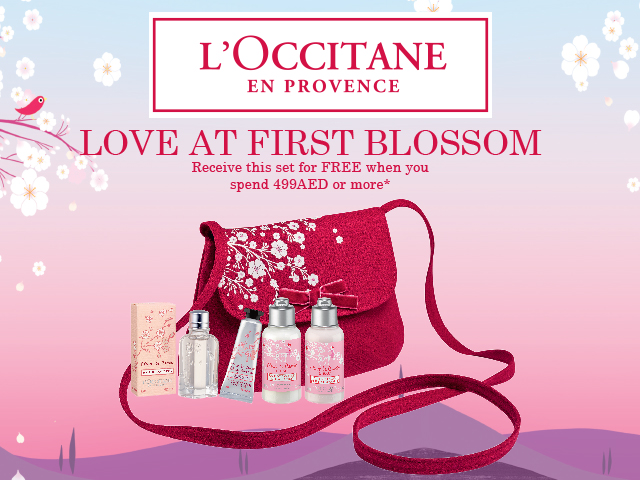 L'OCCITANE
EN PROVENCE
LOVE AT FIRST BLOSSOM
Receive this set for FREE when you
spend 499AED or more*